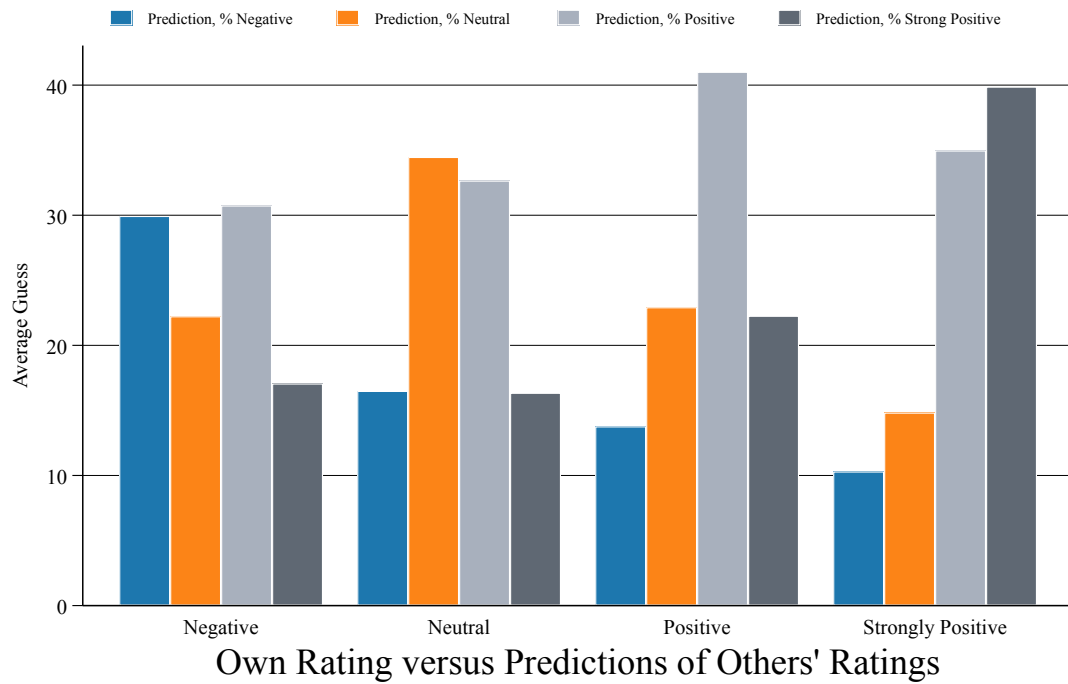 Prediction, % Negative
Prediction, % Neutral
Prediction, % Positive
Prediction, % Strong Positive
Average Guess
40
30
20
10
0
Negative
Neutral
Positive
Strongly Positive
Own Rating versus Predictions of Others' Ratings